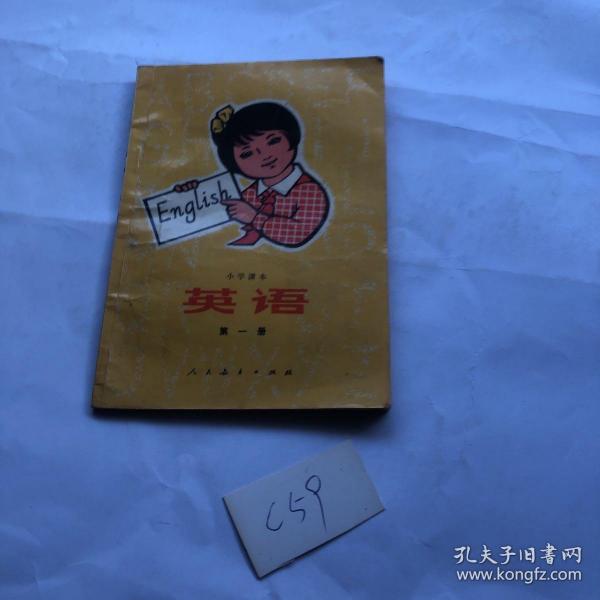 English
小学课本
英语
第一册
人民教育出版社
C59
孔夫子旧书网
www.kongfz.com